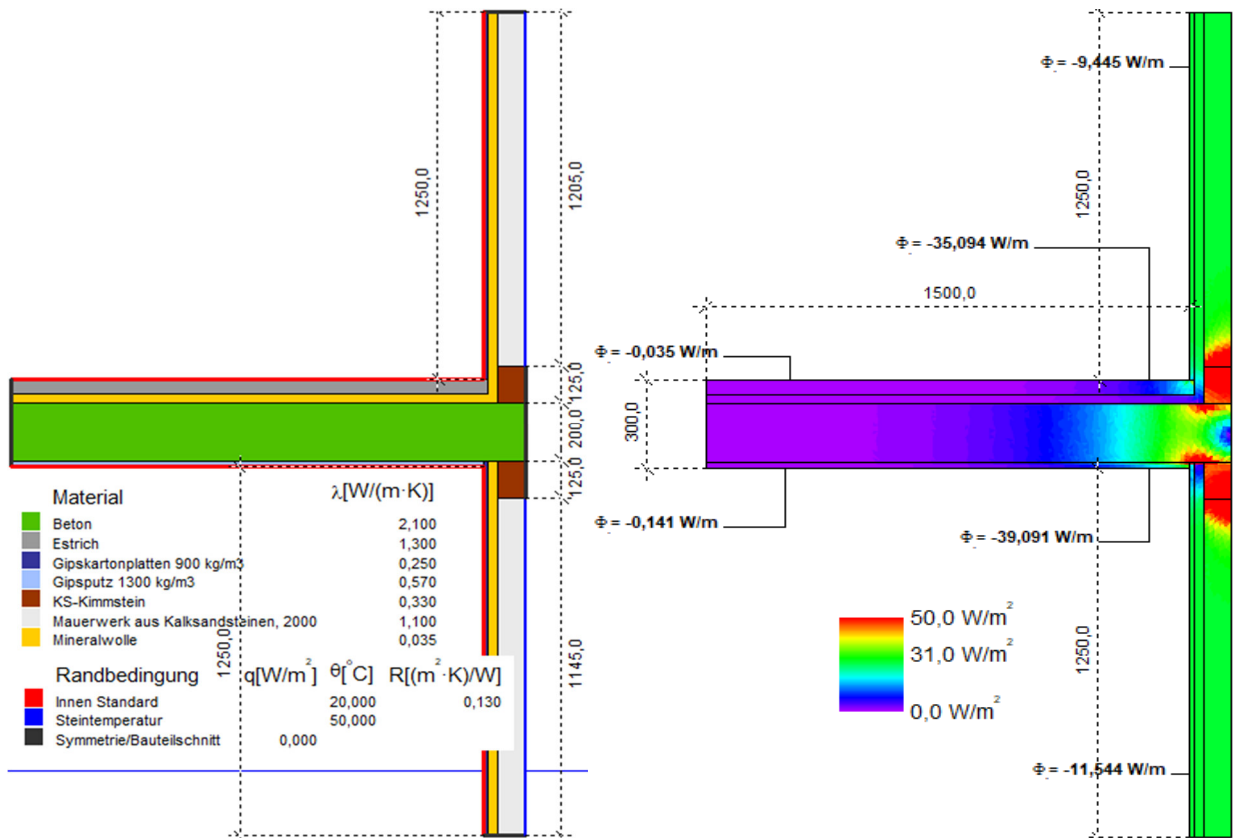 1250,0
1205,0
125,0
200,0
125,0
1145,0
1250,0
Material λ[W/(m·K)]
Beton 2,100
Estrich 1,300
Gipskartonplatten 900 kg/m3 0,250
Gipsputz 1300 kg/m3 0,570
KS-Kimmstein 0,330
Mauerwerk aus Kalksandsteinen, 2000 1,100
Mineralwolle 0,035
Randbedingung q[W/m²] θ[°C] R[(m²·K)/W]
Innen Standard 20,000 0,130
Steintemperatur 50,000
Symmetrie/Bauteilschnitt 0,000
Φ = -9,445 W/m
1250,0
Φ = -35,094 W/m
1500,0
Φ = -0,035 W/m
300,0
Φ = -0,141 W/m
Φ = -39,091 W/m
50,0 W/m²
31,0 W/m²
0,0 W/m²
1250,0
Φ = -11,544 W/m